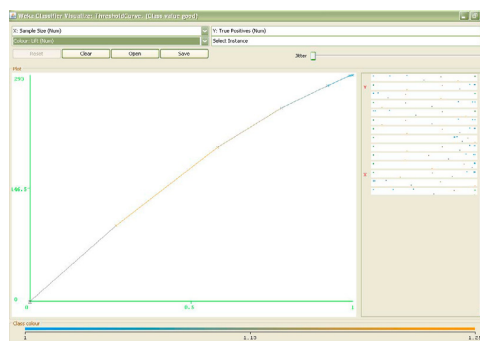 Weka Classifier Visualize: ThresholdCurve. (Class value good)
X: Sample Size (Num)
Y: True Positives (Num)
Colour: Lift (Num)
Select Instance
Reset
Clear
Open
Save
Jitter
Plot
293
Y
X
146.5
0
0
0.5
1
Class colour
1
1.13
1.25